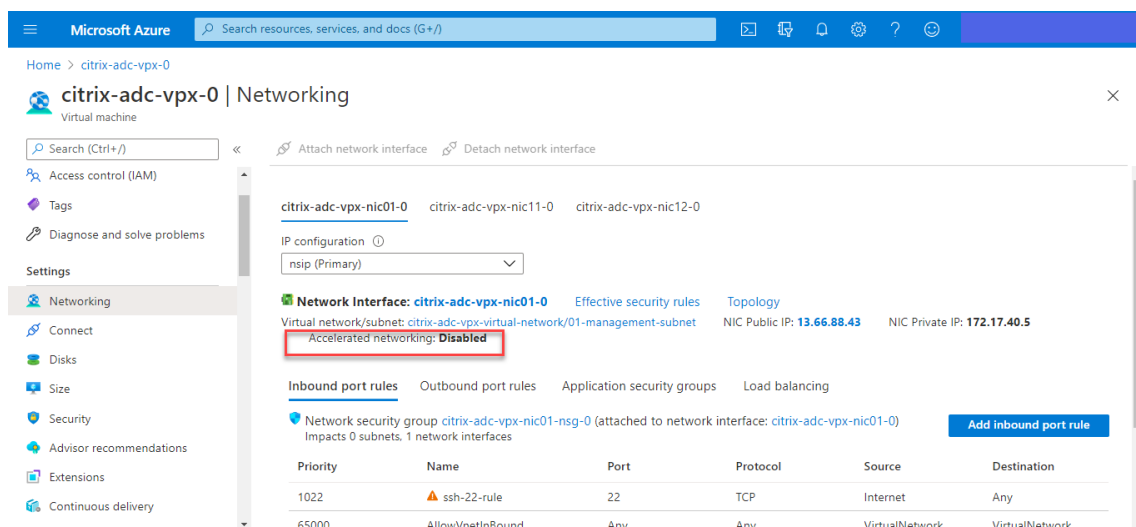 Microsoft Azure
Search resources, services, and docs (G+/)
Home > citrix-adc-vpx-0
citrix-adc-vpx-0 | Networking
Virtual machine
Search (Ctrl+/)
Attach network interface
Detach network interface
Access control (IAM)
Tags
Diagnose and solve problems
Settings
Networking
Connect
Disks
Size
Security
Advisor recommendations
Extensions
Continuous delivery
citrix-adc-vpx-nic01-0
citrix-adc-vpx-nic11-0
citrix-adc-vpx-nic12-0
IP configuration
nsip (Primary)
Network Interface: citrix-adc-vpx-nic01-0 Effective security rules Topology
Virtual network/subnet: citrix-adc-vpx-virtual-network/01-management-subnet NIC Public IP: 13.66.88.43 NIC Private IP: 172.17.40.5
Accelerated networking: Disabled
Inbound port rules Outbound port rules Application security groups Load balancing
Network security group citrix-adc-vpx-nic01-nsg-0 (attached to network interface: citrix-adc-vpx-nic01-0)
Impacts 0 subnets, 1 network interfaces
Add inbound port rule
Priority Name Port Protocol Source Destination
1022 ssh-22-rule 22 TCP Internet Any
65000 AllowVnetInBound Any Any VirtualNetwork VirtualNetwork